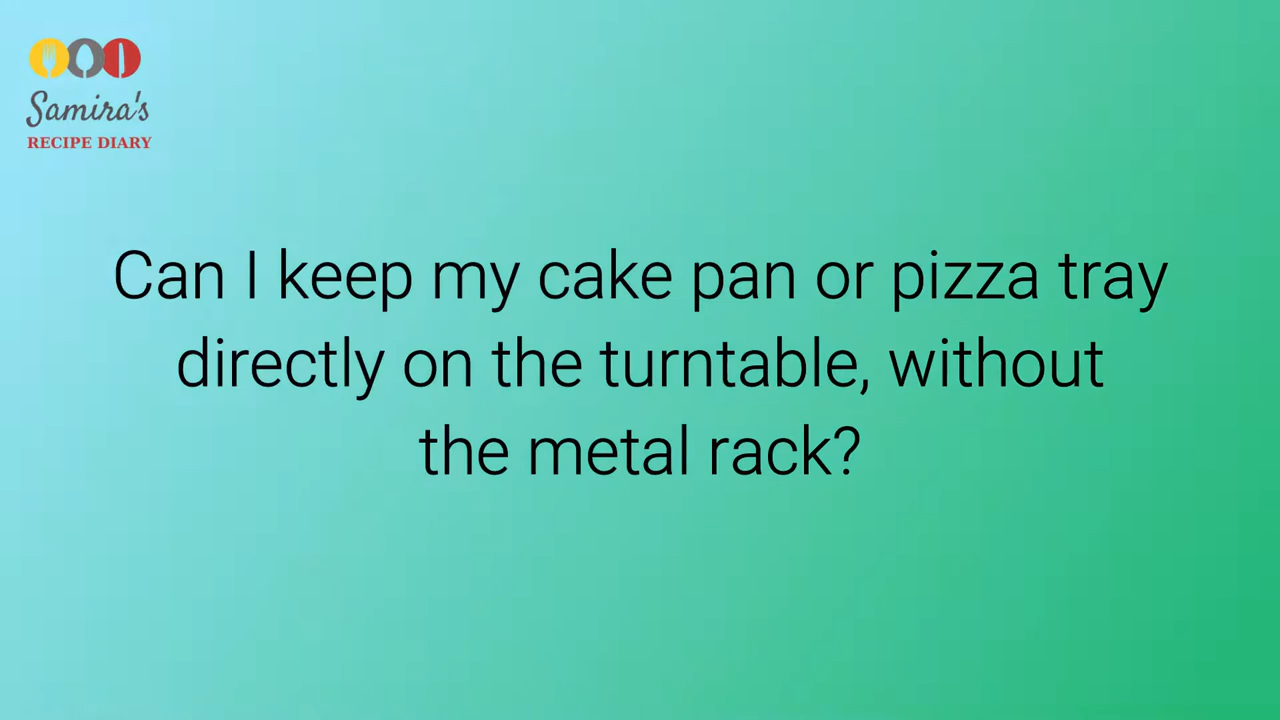 Samira's
RECIPE DIARY
Can I keep my cake pan or pizza tray
directly on the turntable, without
the metal rack?